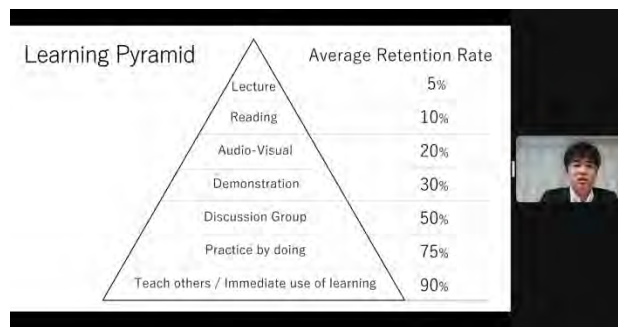 Learning Pyramid
Average Retention Rate
Lecture 5%
Reading 10%
Audio-Visual 20%
Demonstration 30%
Discussion Group 50%
Practice by doing 75%
Teach others / Immediate use of learning 90%